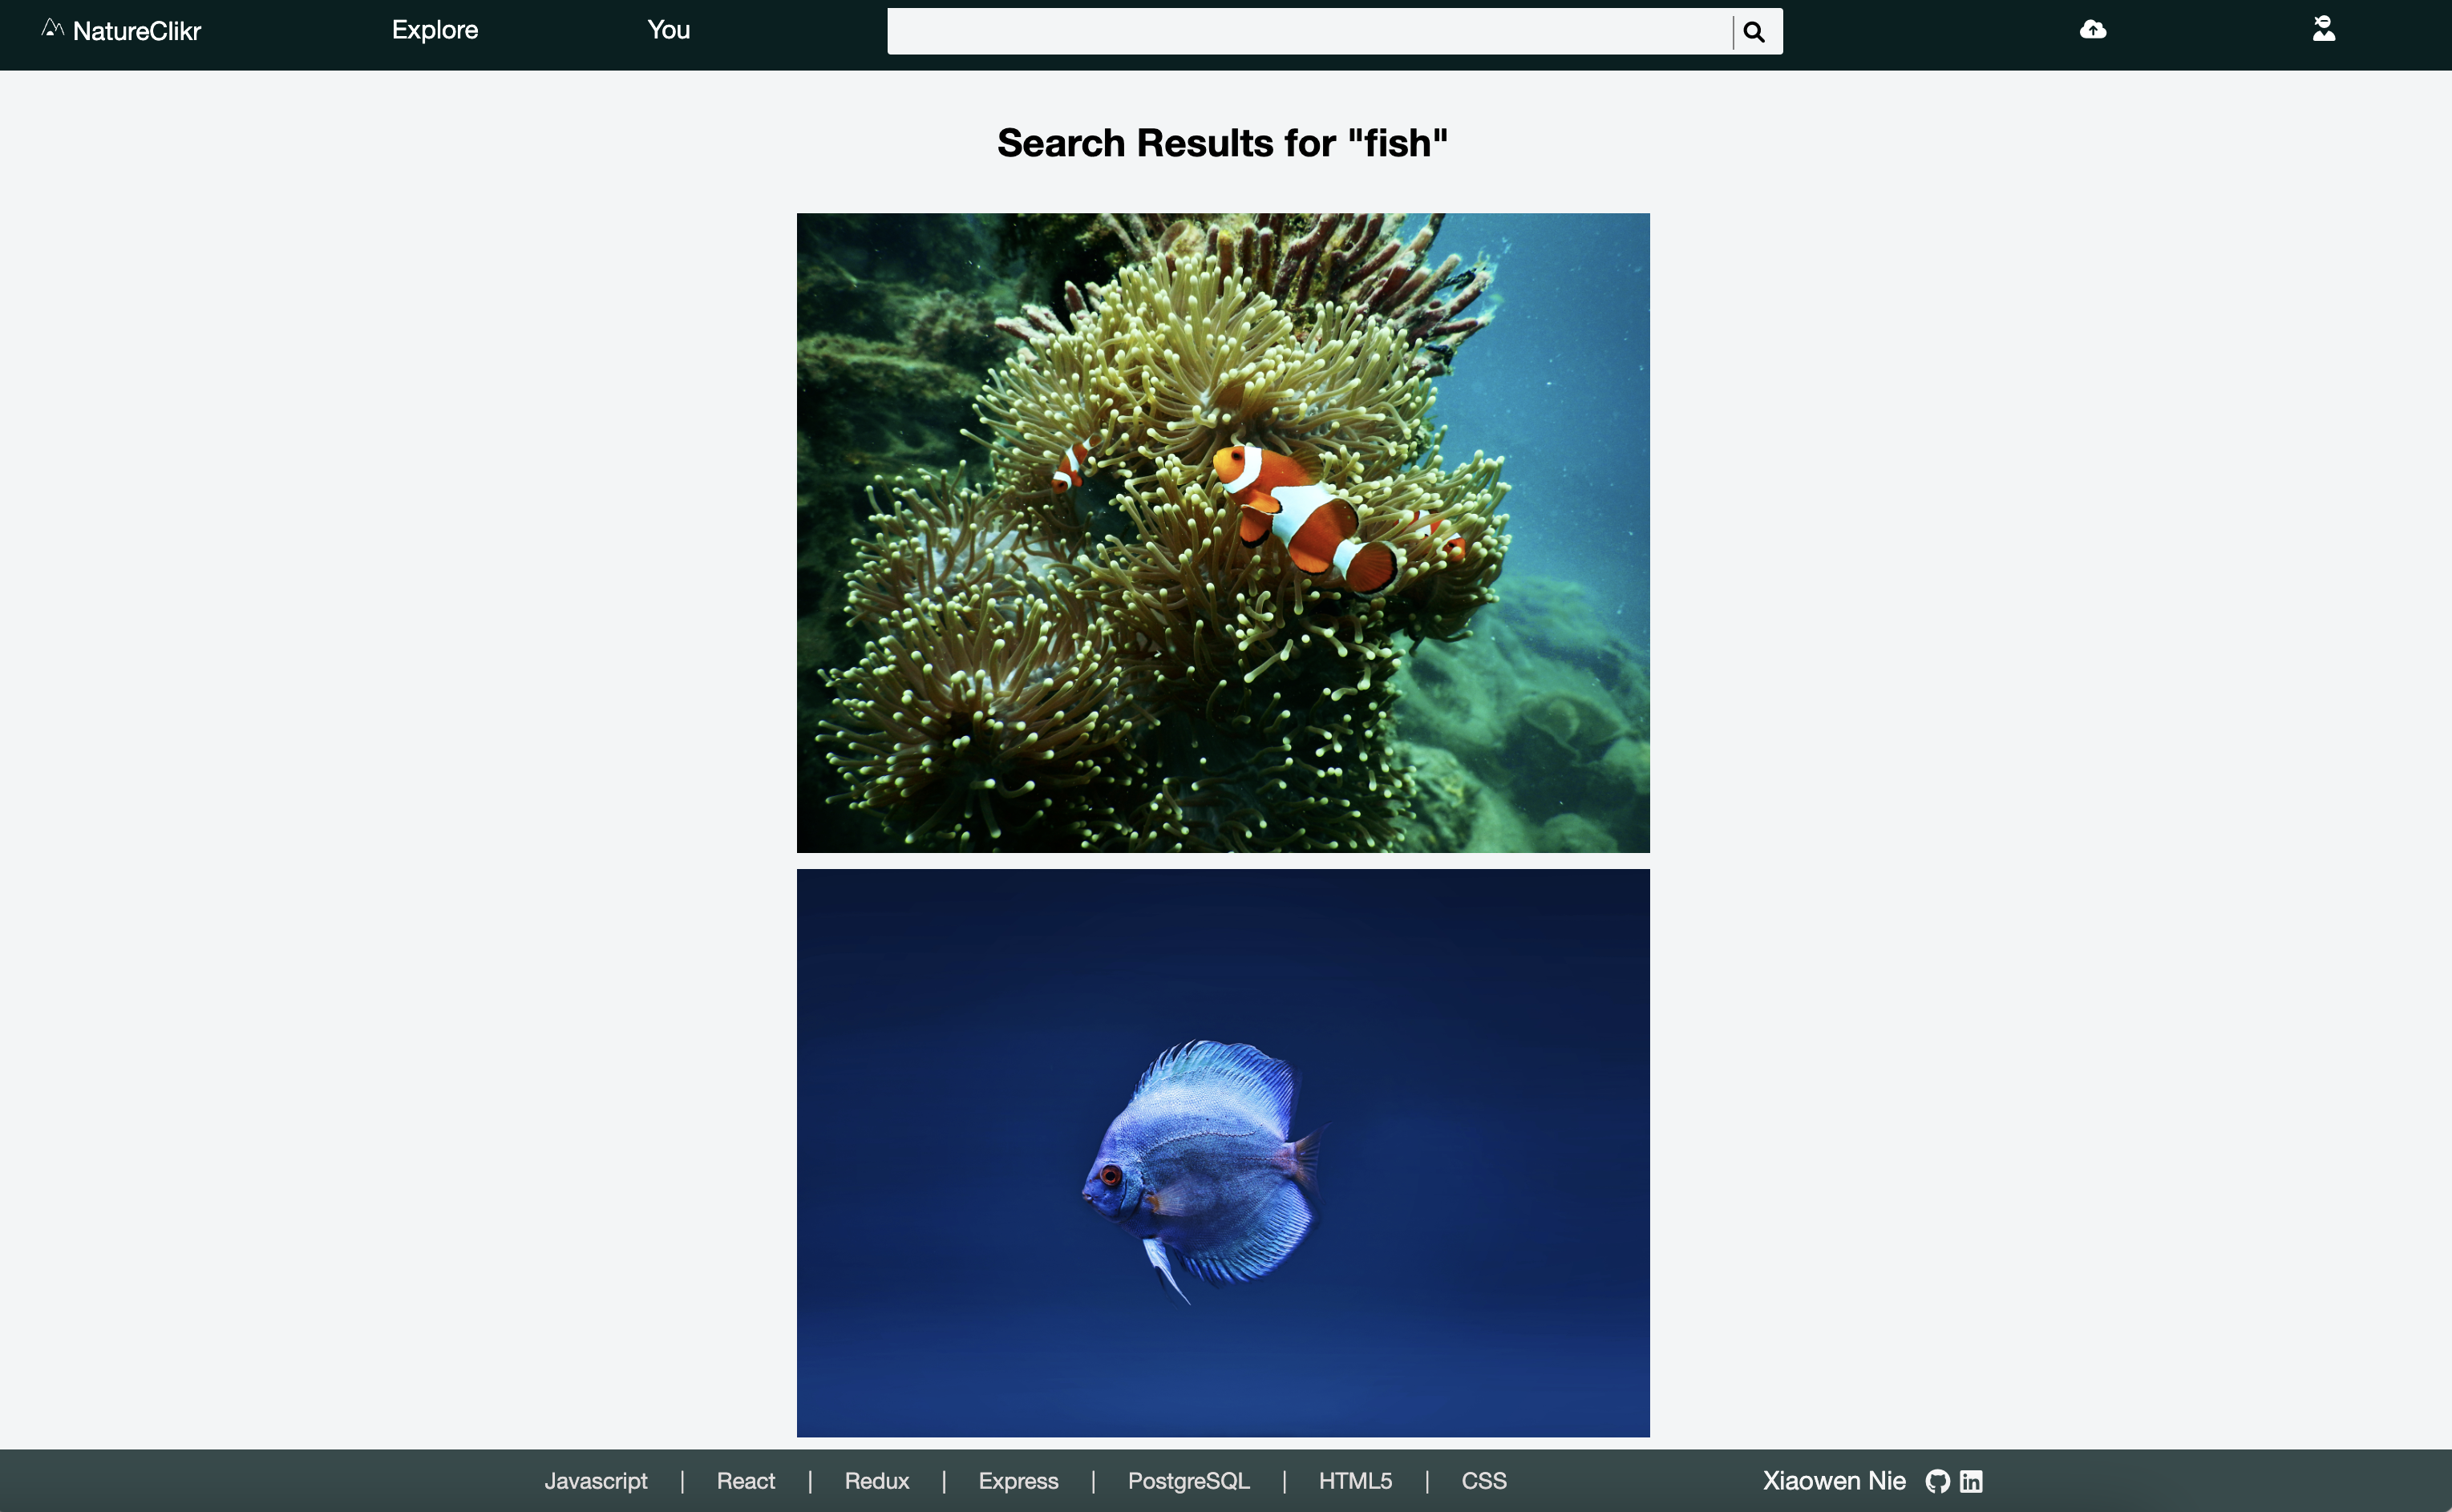 NatureClikr Explore You
Search Results for "fish"
Javascript | React | Redux | Express | PostgreSQL | HTML5 | CSS Xiaowen Nie